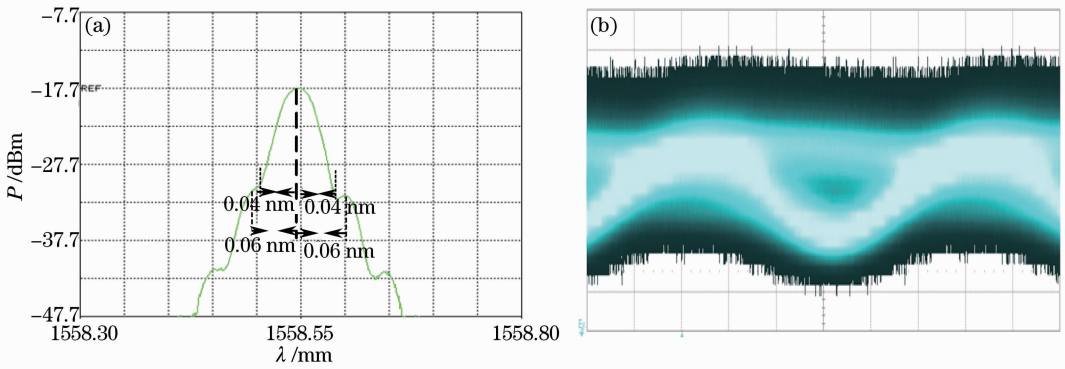 (a)
(b)
−7.7
−17.7
REF
−27.7
−37.7
−47.7
P /dBm
0.04 nm
0.04 nm
0.06 nm
0.06 nm
1558.30
1558.55
1558.80
λ /mm